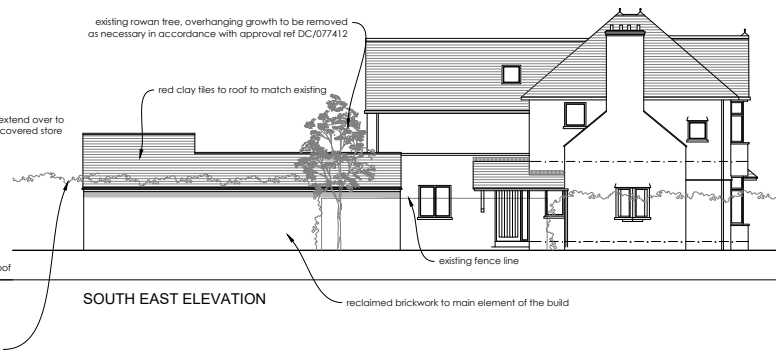 existing rowan tree, overhanging growth to be removed
as necessary in accordance with approval ref DC/077412
red clay tiles to roof to match existing
extend over to
covered store
existing fence line
oof
SOUTH EAST ELEVATION
reclaimed brickwork to main element of the build